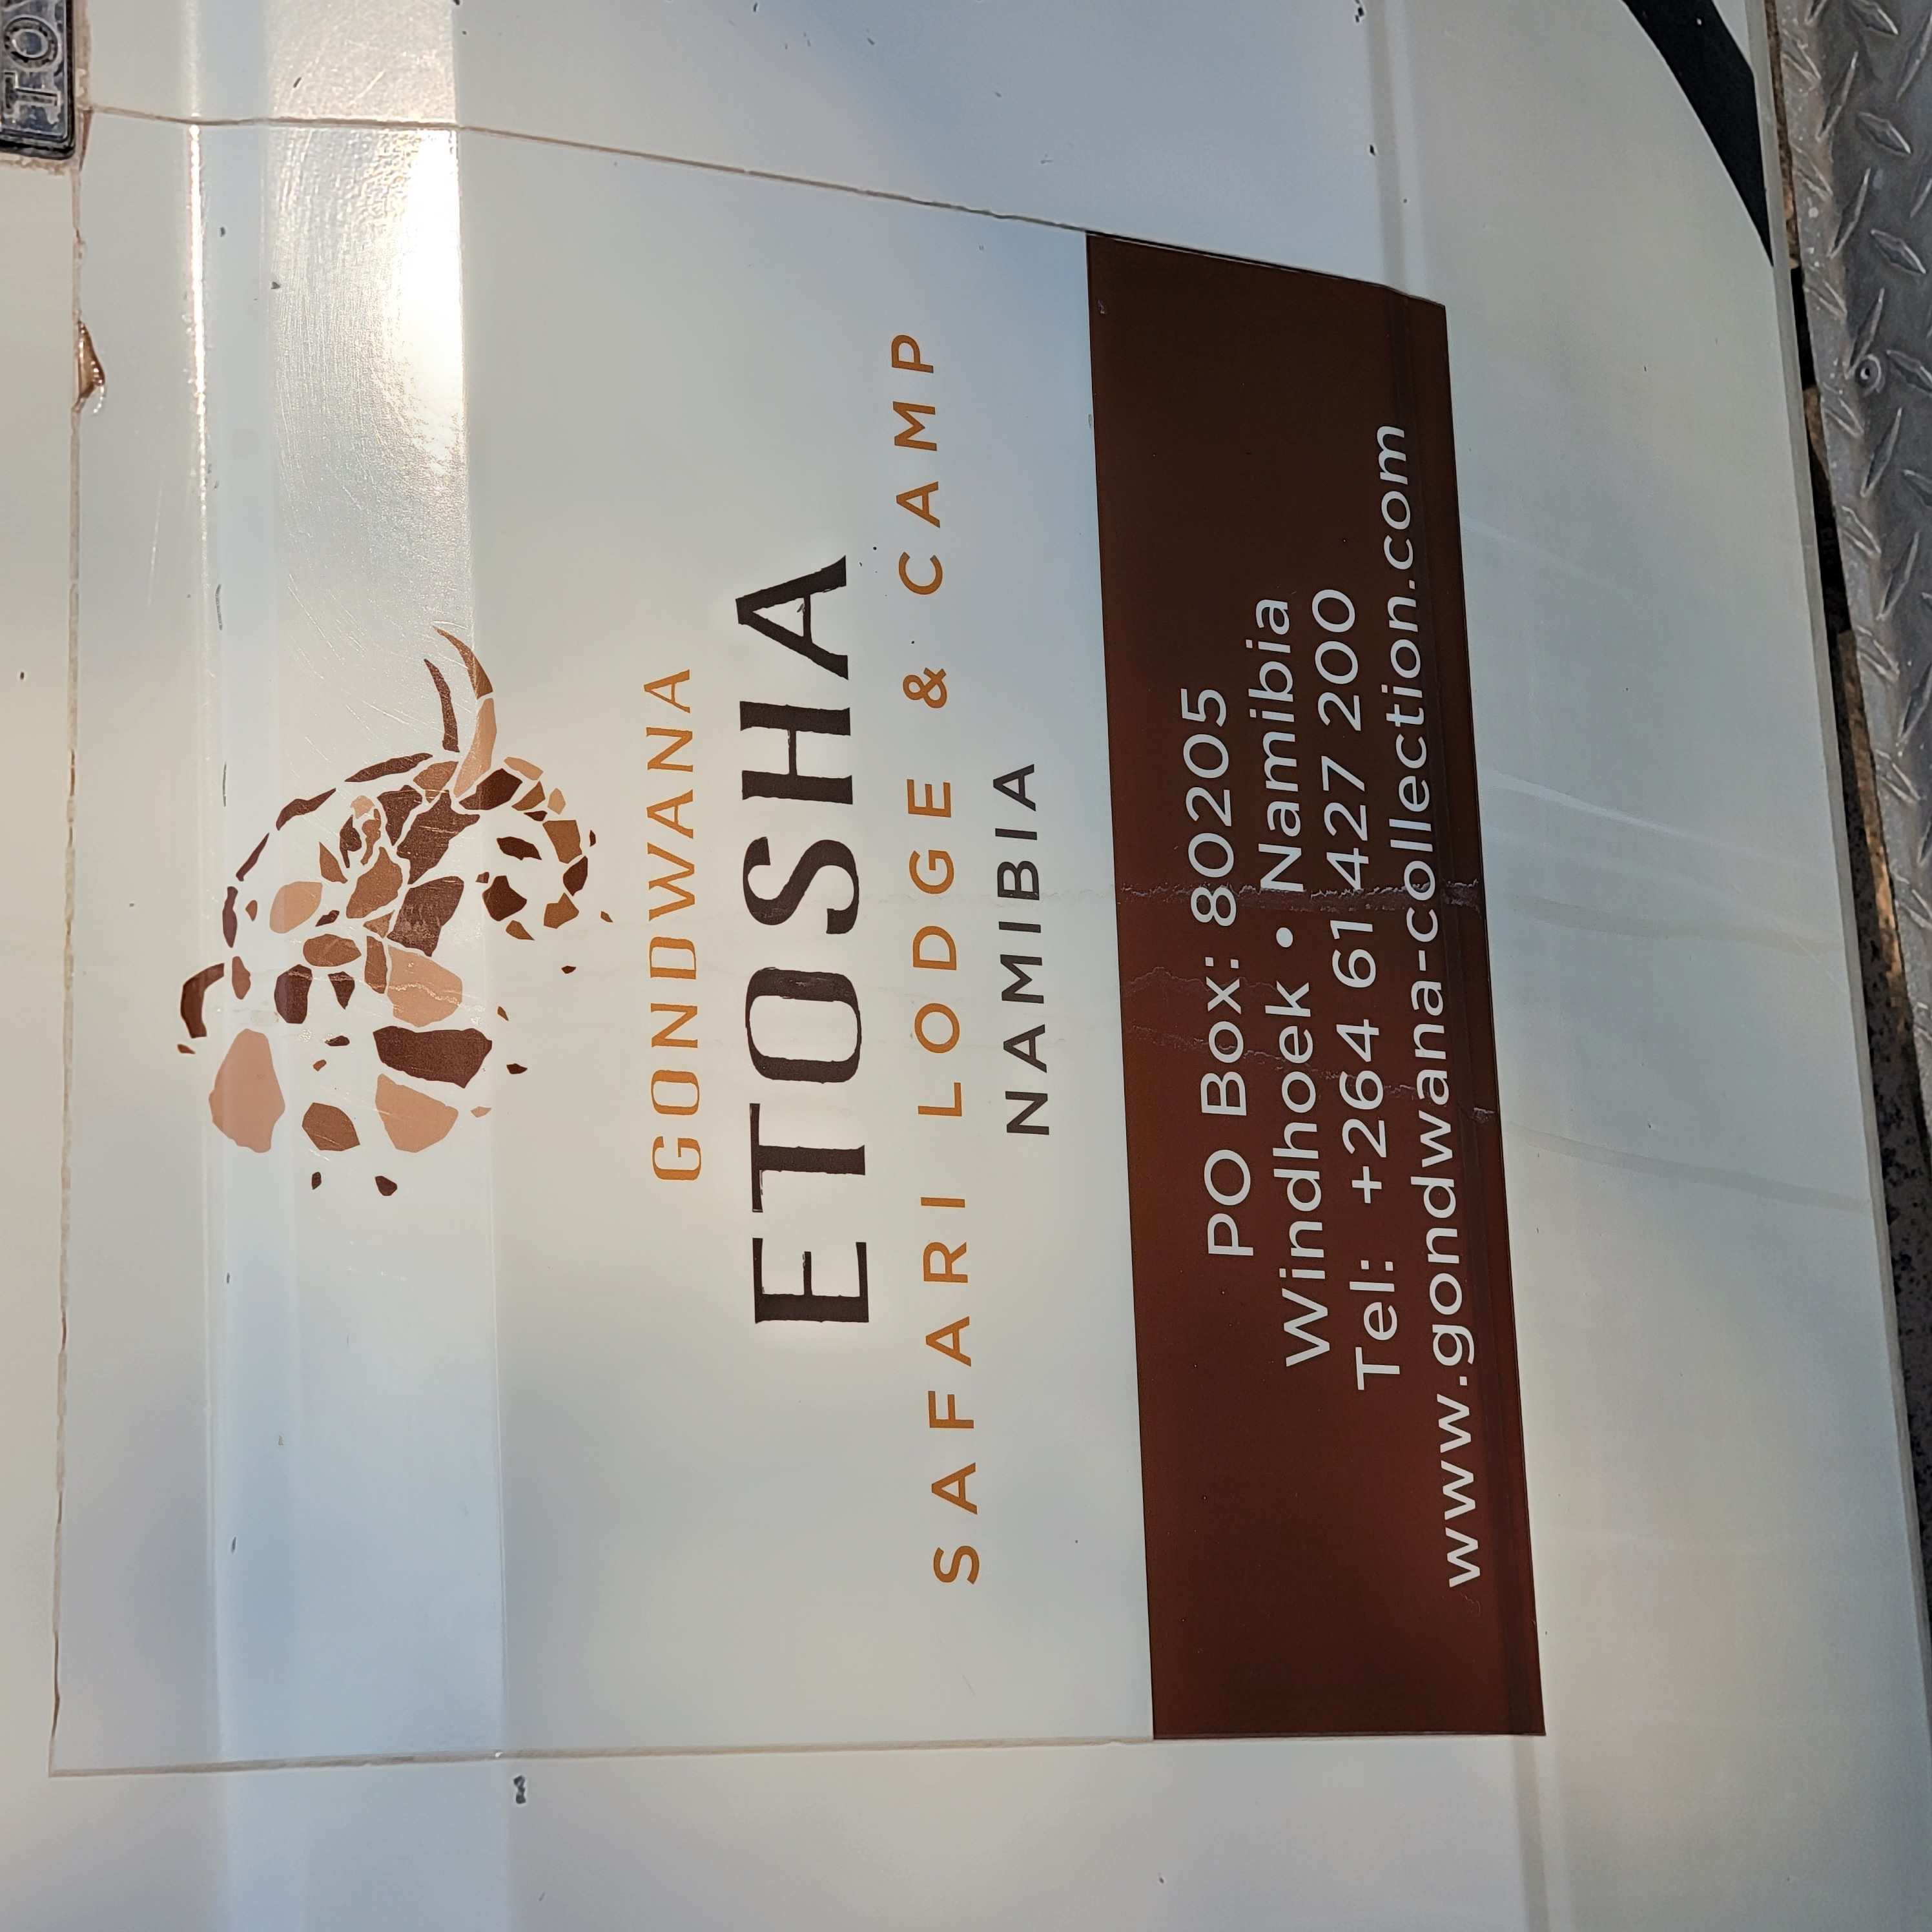 TO
GONDWANA
ETOSHA
SAFARI LODGE & CAMP
NAMIBIA
PO Box: 80205
Windhoek • Namibia
Tel: +264 61 427 200
www.gondwana-collection.com